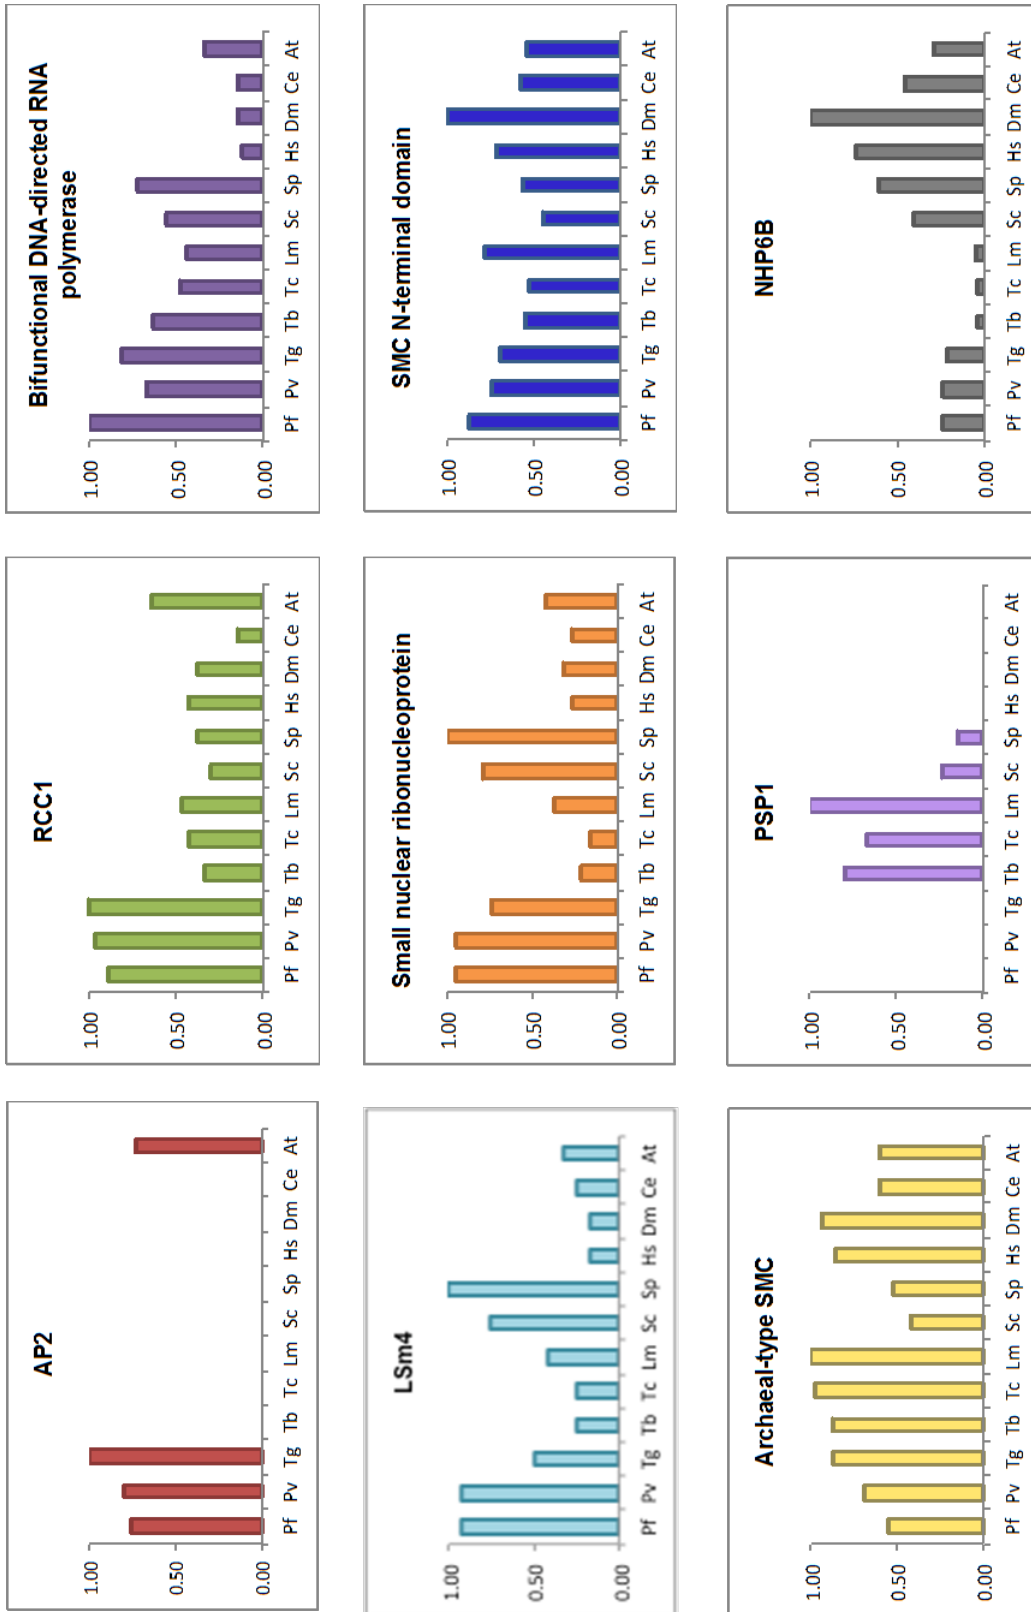 AP2
1.00
0.50
0.00
Pf Pv Tg Tb Tc Lm Sc Sp Hs Dm Ce At
RCC1
1.00
0.50
0.00
Pf Pv Tg Tb Tc Lm Sc Sp Hs Dm Ce At
Bifunctional DNA-directed RNA
polymerase
1.00
0.50
0.00
Pf Pv Tg Tb Tc Lm Sc Sp Hs Dm Ce At
LSm4
1.00
0.50
0.00
Pf Pv Tg Tb Tc Lm Sc Sp Hs Dm Ce At
Small nuclear ribonucleoprotein
1.00
0.50
0.00
Pf Pv Tg Tb Tc Lm Sc Sp Hs Dm Ce At
SMC N-terminal domain
1.00
0.50
0.00
Pf Pv Tg Tb Tc Lm Sc Sp Hs Dm Ce At
Archaeal-type SMC
1.00
0.50
0.00
Pf Pv Tg Tb Tc Lm Sc Sp Hs Dm Ce At
PSP1
1.00
0.50
0.00
Pf Pv Tg Tb Tc Lm Sc Sp Hs Dm Ce At
NHP6B
1.00
0.50
0.00
Pf Pv Tg Tb Tc Lm Sc Sp Hs Dm Ce At